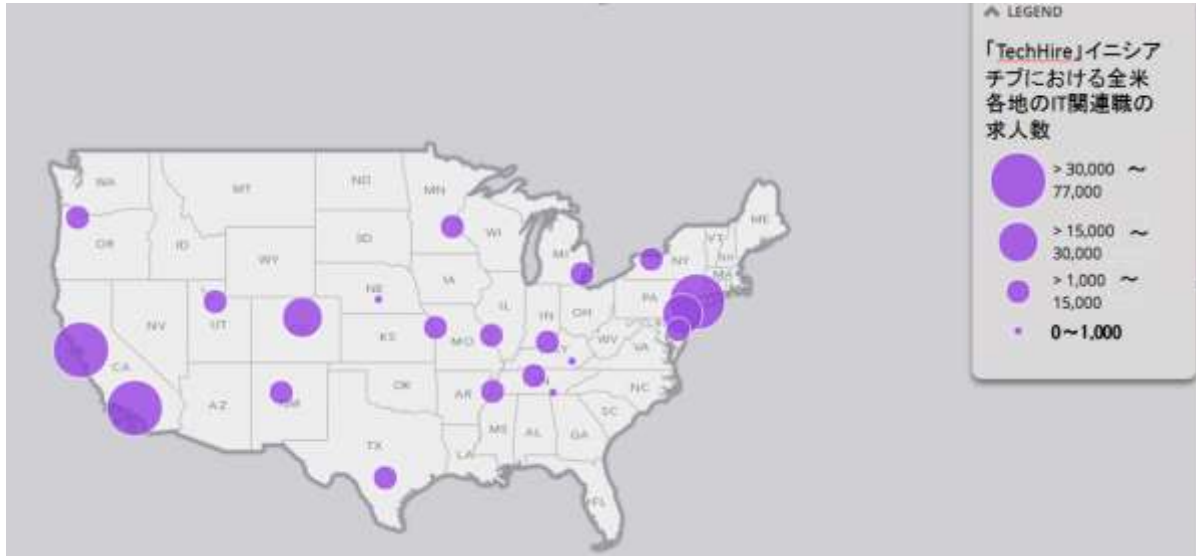 LEGEND
「TechHire」イニシア
チブにおける全米
各地のIT関連職の
求人数
> 30,000 ～
77,000
> 15,000 ～
30,000
> 1,000 ～
15,000
0～1,000
WA
MT
ND
MN
OR
ID
WY
SD
WI
MI
NY
VT
NH
ME
MA
NV
UT
NE
IA
IL
IN
OH
PA
CA
KS
MO
WV
VA
AZ
NM
OK
AR
NC
SC
TX
LA
MS
AL
GA
FL